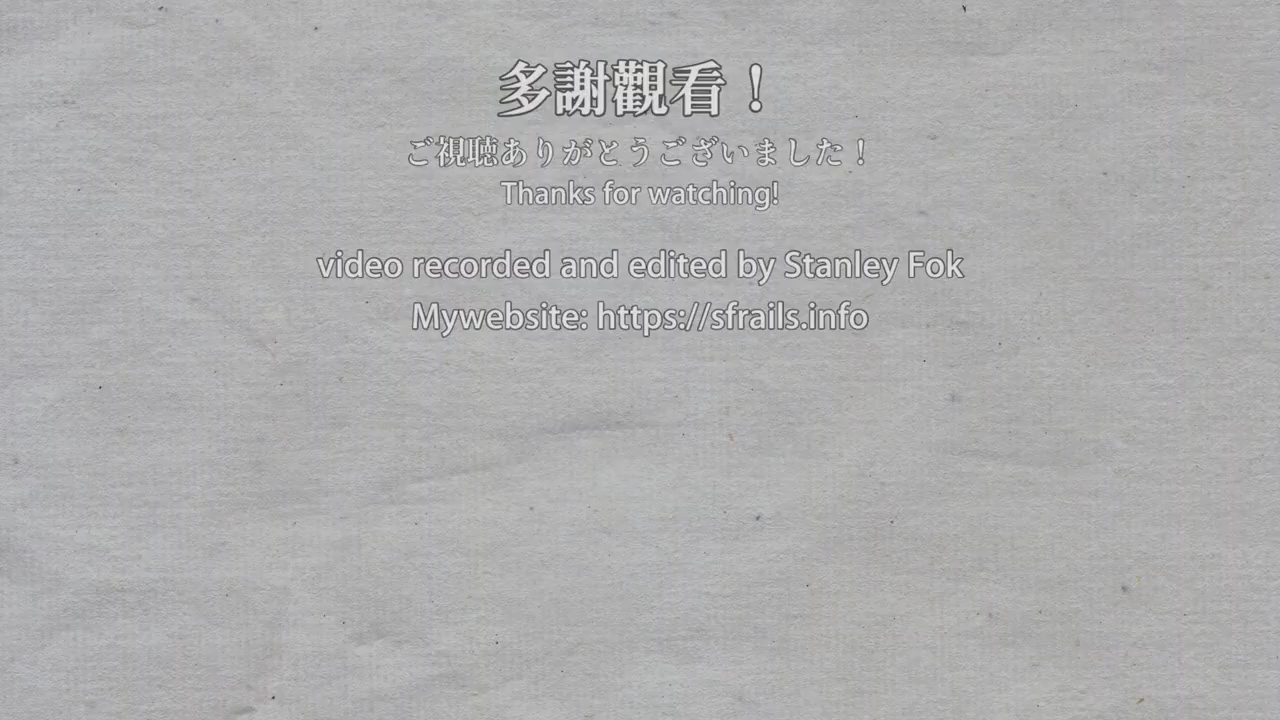 多謝觀看！
ご視聴ありがとうございました！
Thanks for watching!
video recorded and edited by Stanley Fok
Mywebsite: https://sfrails.info